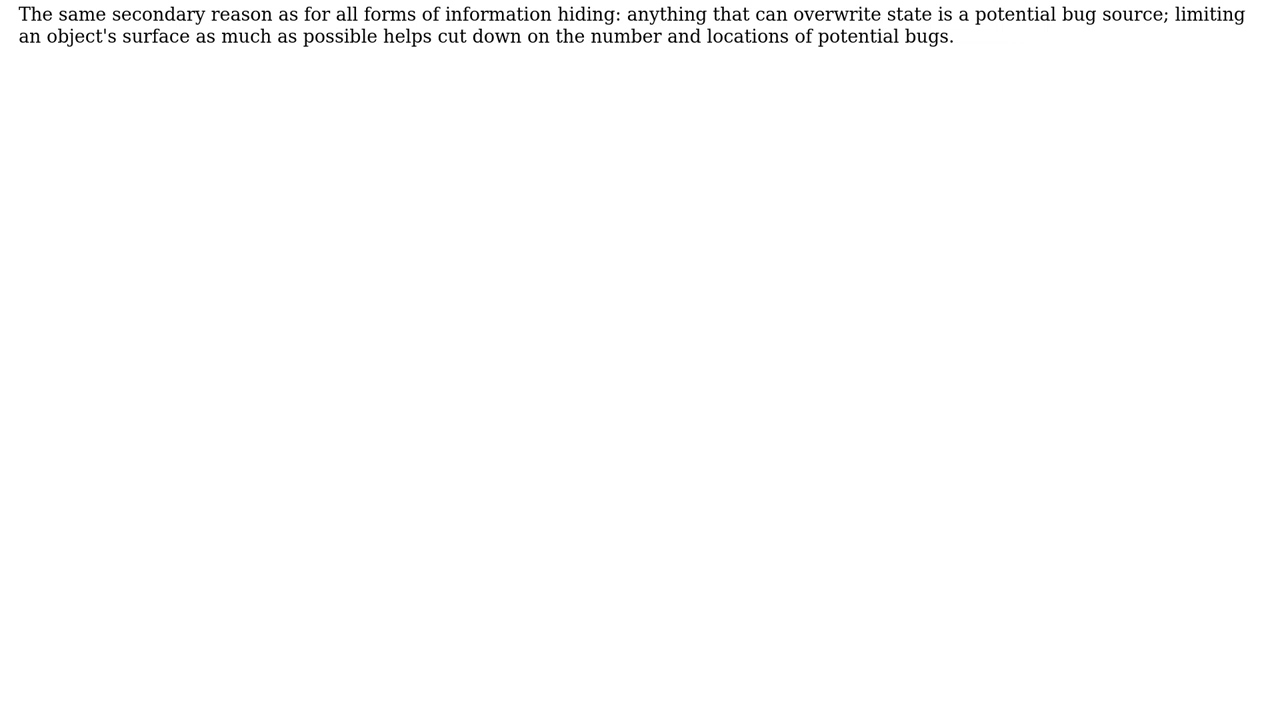 The same secondary reason as for all forms of information hiding: anything that can overwrite state is a potential bug source; limiting
an object's surface as much as possible helps cut down on the number and locations of potential bugs.